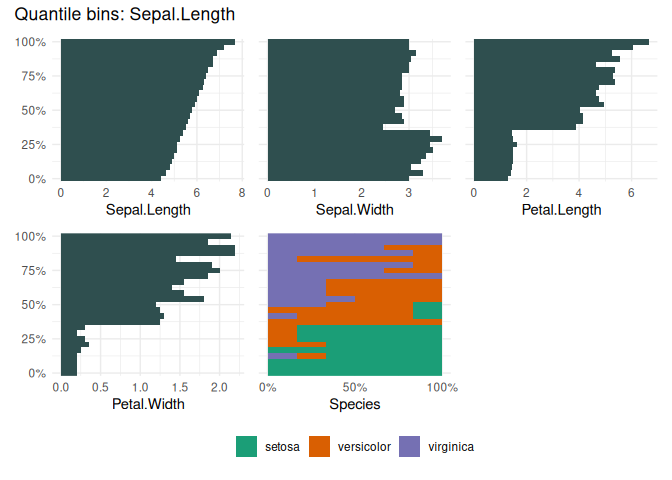 Quantile bins: Sepal.Length
100%
75%
50%
25%
0%
0 2 4 6 8
Sepal.Length
0 1 2 3
Sepal.Width
0 2 4 6
Petal.Length
100%
75%
50%
25%
0%
0.0 0.5 1.0 1.5 2.0
Petal.Width
0% 50% 100%
Species
setosa versicolor virginica